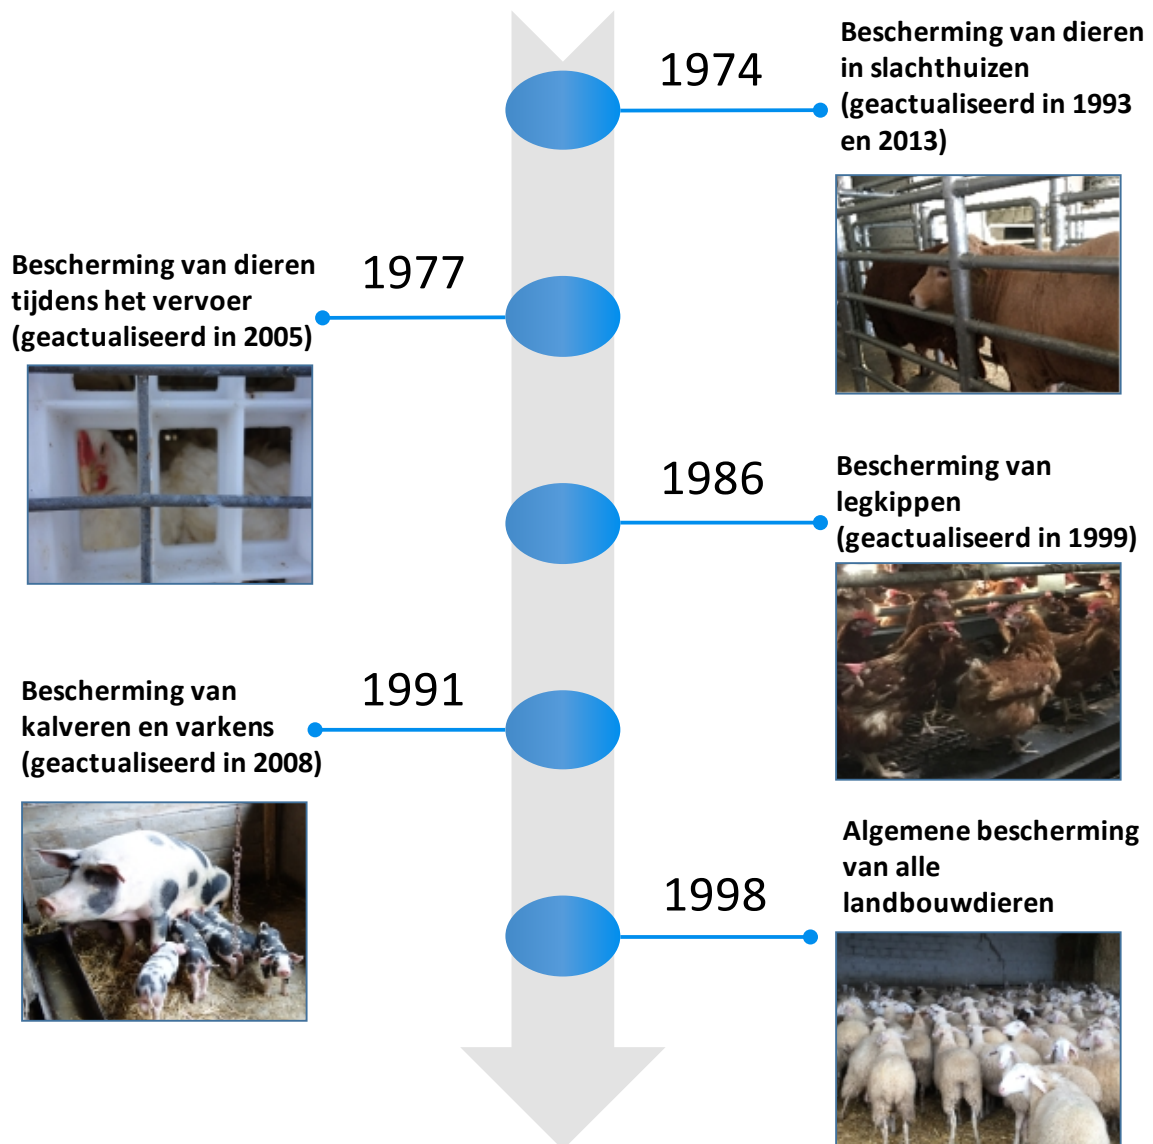 1974
Bescherming van dieren
in slachthuizen
(geactualiseerd in 1993
en 2013)
1977
Bescherming van dieren
tijdens het vervoer
(geactualiseerd in 2005)
1986
Bescherming van
legkippen
(geactualiseerd in 1999)
1991
Bescherming van
kalveren en varkens
(geactualiseerd in 2008)
1998
Algemene bescherming
van alle
landbouwdieren